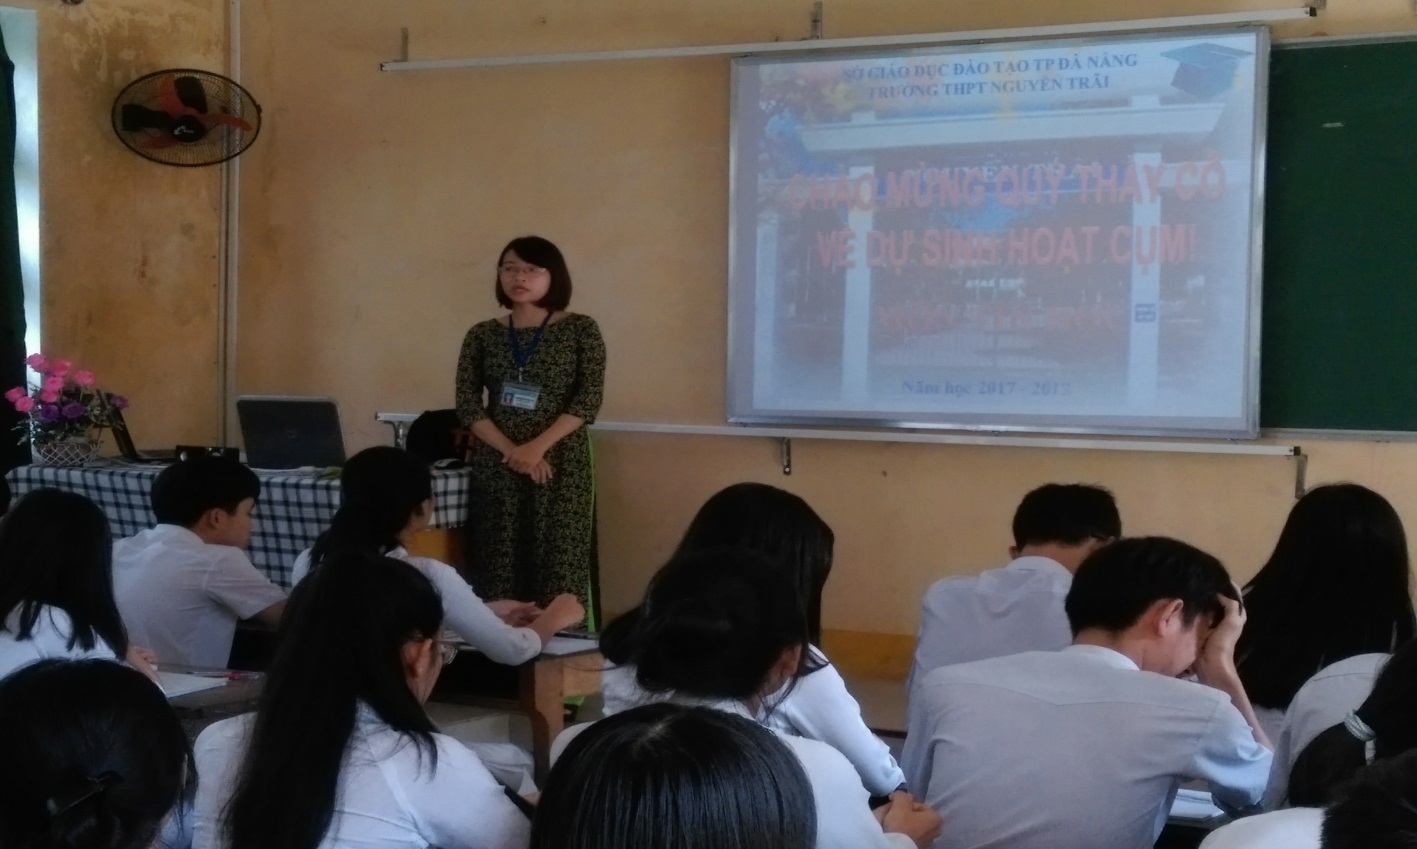 SỞ GIÁO DỤC ĐÀO TẠO TP ĐÀ NẴNG
TRƯỜNG THPT NGUYỄN TRÃI
CHÀO MỪNG QUÝ THẦY CÔ
VỀ DỰ SINH HOẠT CỤM!
Năm học 2017 -